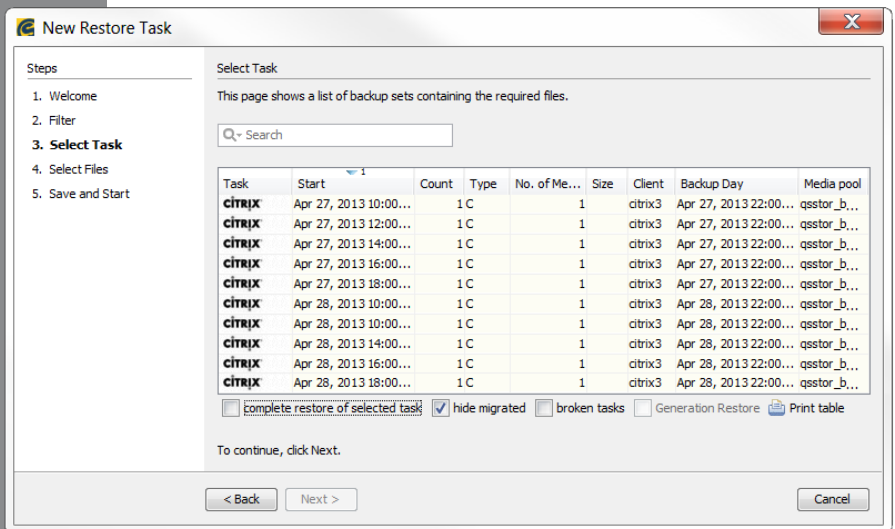 New Restore Task
Steps
1. Welcome
2. Filter
3. Select Task
4. Select Files
5. Save and Start
Select Task
This page shows a list of backup sets containing the required files.
Search
1
Task Start Count Type No. of Me... Size Client Backup Day Media pool
CITRIX Apr 27, 2013 10:00... 1 C 1 citrix3 Apr 27, 2013 22:00... qsstor_b...
CITRIX Apr 27, 2013 12:00... 1 C 1 citrix3 Apr 27, 2013 22:00... qsstor_b...
CITRIX Apr 27, 2013 14:00... 1 C 1 citrix3 Apr 27, 2013 22:00... qsstor_b...
CITRIX Apr 27, 2013 16:00... 1 C 1 citrix3 Apr 27, 2013 22:00... qsstor_b...
CITRIX Apr 27, 2013 18:00... 1 C 1 citrix3 Apr 27, 2013 22:00... qsstor_b...
CITRIX Apr 28, 2013 10:00... 1 C 1 citrix3 Apr 28, 2013 22:00... qsstor_b...
CITRIX Apr 28, 2013 10:00... 1 C 1 citrix3 Apr 28, 2013 22:00... qsstor_b...
CITRIX Apr 28, 2013 14:00... 1 C 1 citrix3 Apr 28, 2013 22:00... qsstor_b...
CITRIX Apr 28, 2013 16:00... 1 C 1 citrix3 Apr 28, 2013 22:00... qsstor_b...
CITRIX Apr 28, 2013 18:00... 1 C 1 citrix3 Apr 28, 2013 22:00... qsstor_b...
complete restore of selected task hide migrated broken tasks Generation Restore Print table
To continue, click Next.
< Back Next > Cancel